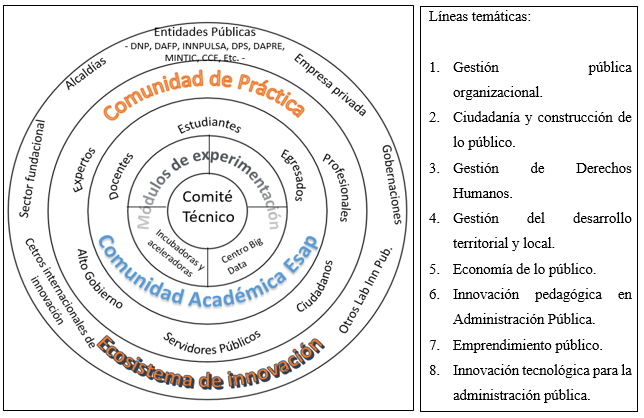 Entidades Públicas
- DNP, DAFP, INNPULSA, DPS, DAPRE,
MINTIC, CCE, Etc. -
Alcaldías
Empresa privada
Sector fundacional
Gobernaciones
Cetros internacionales de
innovación
Otros Lab Inn Pub.
Ecosistema de innovación
Comunidad de Práctica
Expertos
Profesionales
Alto Gobierno
Ciudadanos
Servidores Públicos
Estudiantes
Docentes
Egresados
Comunidad Académica Esap
Módulos de experimentación
Incubadoras y
aceleradoras
Centro Big
Data
Comité
Técnico
Líneas temáticas:
1. Gestión pública
organizacional.
2. Ciudadanía y construcción de
lo público.
3. Gestión de Derechos
Humanos.
4. Gestión del desarrollo
territorial y local.
5. Economía de lo público.
6. Innovación pedagógica en
Administración Pública.
7. Emprendimiento público.
8. Innovación tecnológica para la
administración pública.